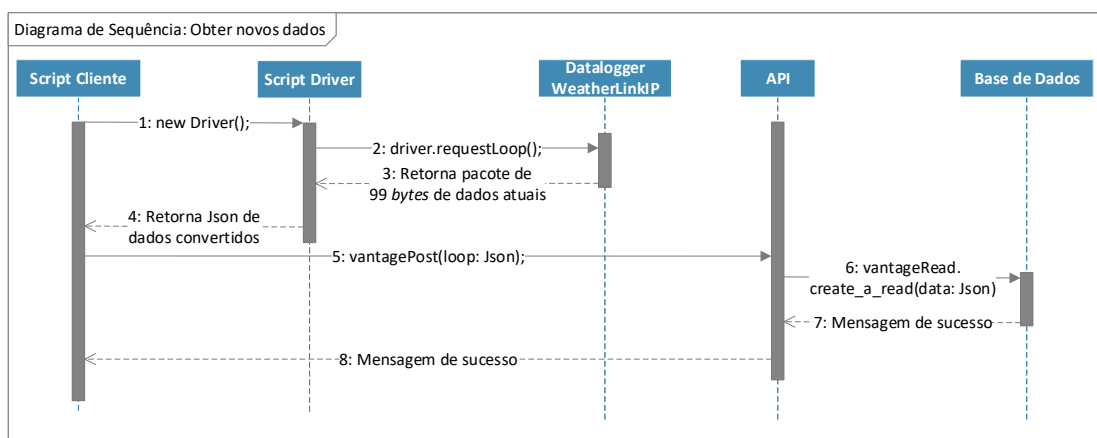 Diagrama de Sequência: Obter novos dados
Script Cliente
Script Driver
Datalogger
WeatherLinkIP
API
Base de Dados
1: new Driver();
2: driver.requestLoop();
3: Retorna pacote de
99 bytes de dados atuais
4: Retorna Json de
dados convertidos
5: vantagePost(loop: Json);
6: vantageRead.
create_a_read(data: Json)
7: Mensagem de sucesso
8: Mensagem de sucesso